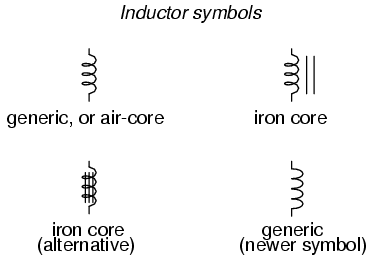 Inductor symbols
generic, or air-core
iron core
iron core
(alternative)
generic
(newer symbol)